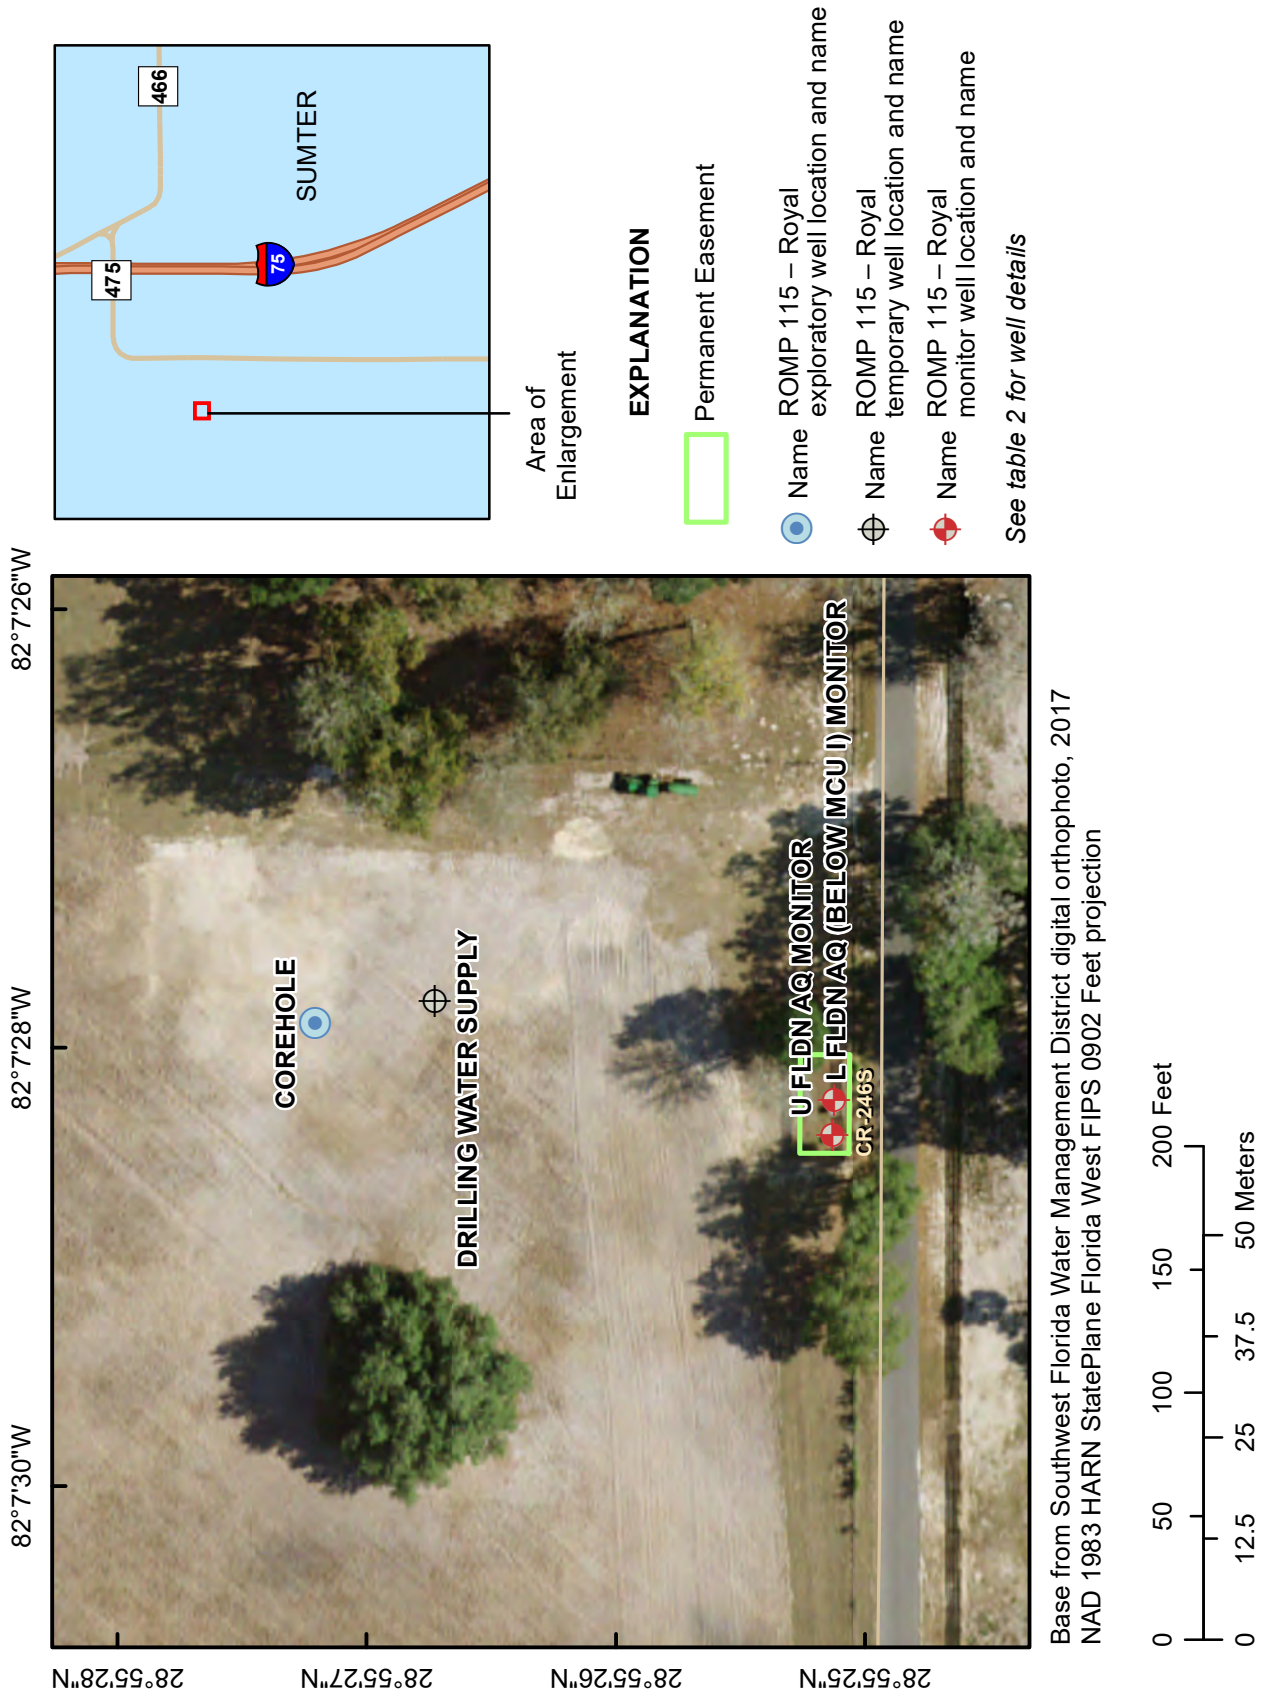 82°7'30"W
82°7'28"W
82°7'26"W
28°55'28"N
28°55'27"N
28°55'26"N
28°55'25"N
COREHOLE
DRILLING WATER SUPPLY
U FLDN AQ MONITOR
L FLDN AQ (BELOW MCU I) MONITOR
CR-246S
Base from Southwest Florida Water Management District digital orthophoto, 2017
NAD 1983 HARN StatePlane Florida West FIPS 0902 Feet projection
0 50 100 150 200 Feet
0 12.5 25 37.5 50 Meters
475
466
75
SUMTER
Area of
Enlargement
EXPLANATION
Permanent Easement
Name ROMP 115 – Royal
exploratory well location and name
Name ROMP 115 – Royal
temporary well location and name
Name ROMP 115 – Royal
monitor well location and name
See table 2 for well details